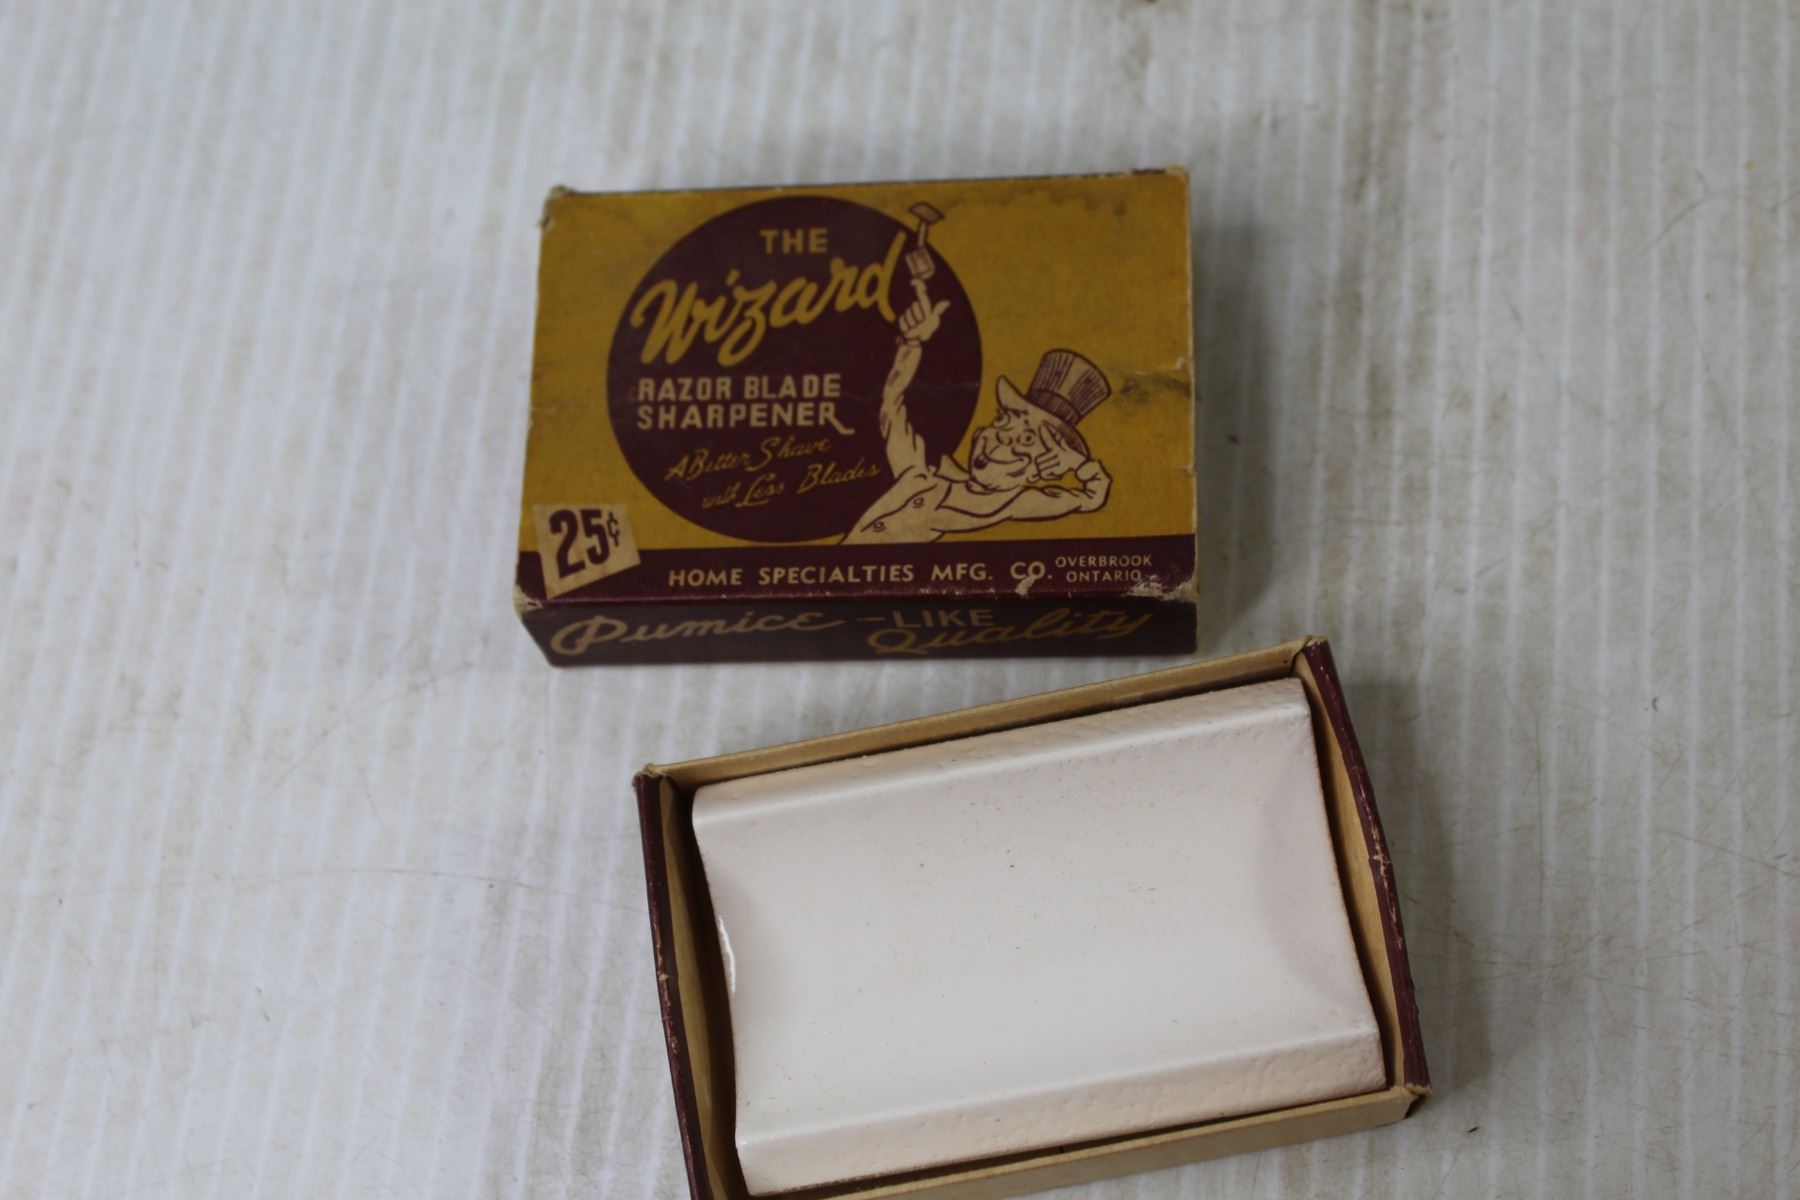 THE
Wizard
RAZOR BLADE
SHARPENER
A Better Shave
with Less Blades
25¢
HOME SPECIALTIES MFG. CO. OVERBROOK
ONTARIO
Pumice-LIKE
Quality